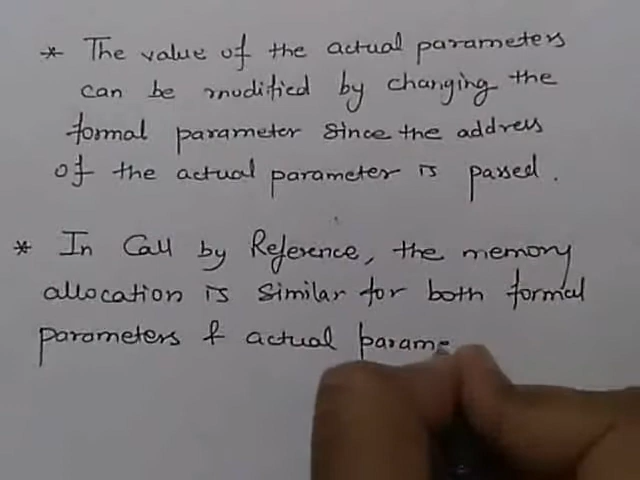 * The value of the actual parameters
can be modified by changing the
formal parameter since the address
of the actual parameter is passed.
* In Call by Reference, the memory
allocation is similar for both formal
parameters & actual parame